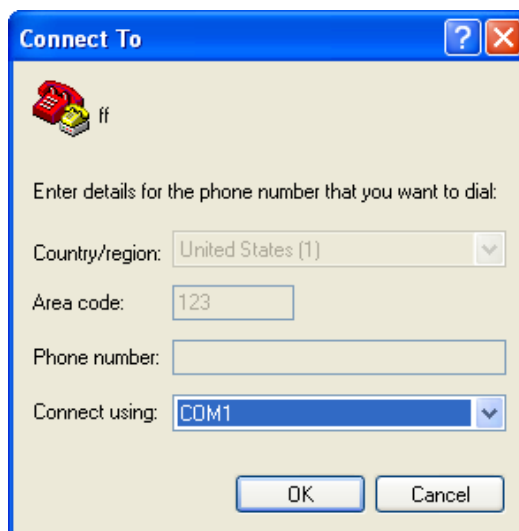 Connect To
ff
Enter details for the phone number that you want to dial:
Country/region: United States (1)
Area code: 123
Phone number:
Connect using: COM1
OK Cancel